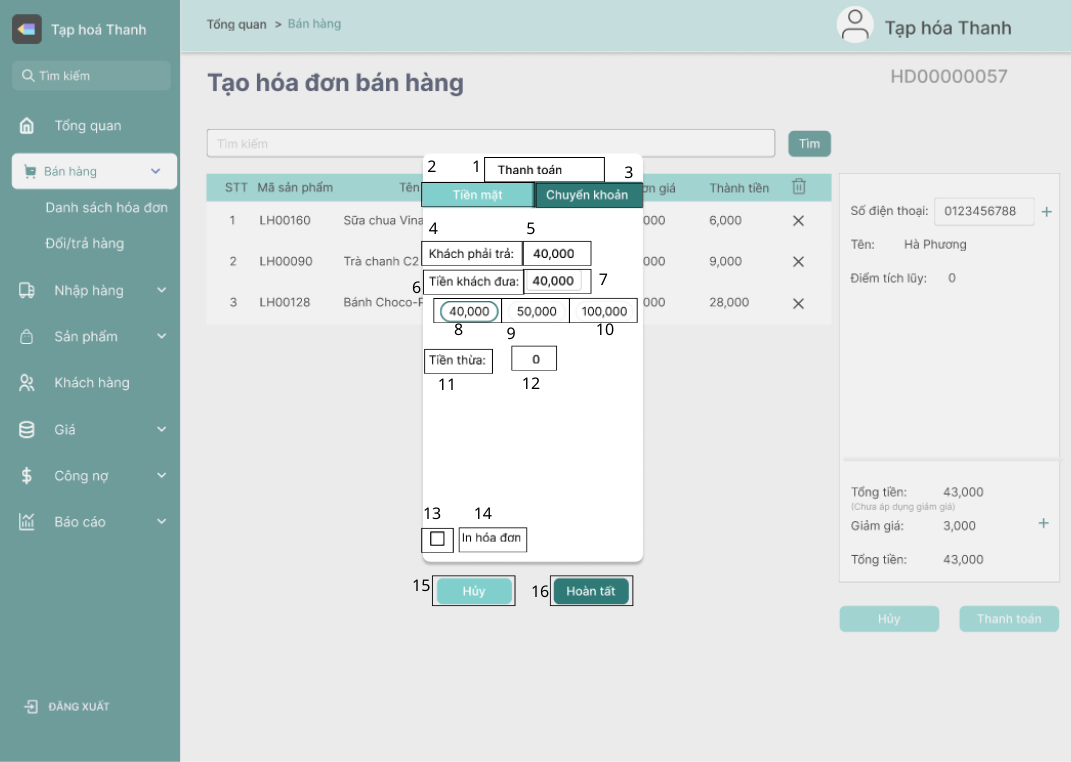 Tạp hoá Thanh
Tổng quan > Bán hàng
Tạp hóa Thanh
Tìm kiếm
Tạo hóa đơn bán hàng
HD00000057
Tổng quan
Tìm kiếm
Tìm
Bán hàng
Danh sách hóa đơn
Đổi/trả hàng
Nhập hàng
Sản phẩm
Khách hàng
Giá
Công nợ
Báo cáo
ĐĂNG XUẤT
STT Mã sản phẩm Tên ơn giá Thành tiền
1 LH00160 Sữa chua Vina 000 6,000
2 LH00090 Trà chanh C2 000 9,000
3 LH00128 Bánh Choco-P 000 28,000
2 1 Thanh toán 3
Tiền mặt Chuyển khoản
4 5
Khách phải trả: 40,000
6 Tiền khách đưa: 40,000 7
40,000 50,000 100,000
8 9 10
Tiền thừa: 0
11 12
13 14
In hóa đơn
15 Hủy 16 Hoàn tất
Số điện thoại: 0123456788 +
Tên: Hà Phương
Điểm tích lũy: 0
Tổng tiền: 43,000
(Chưa áp dụng giảm giá)
Giảm giá: 3,000 +
Tổng tiền: 43,000
Hủy Thanh toán